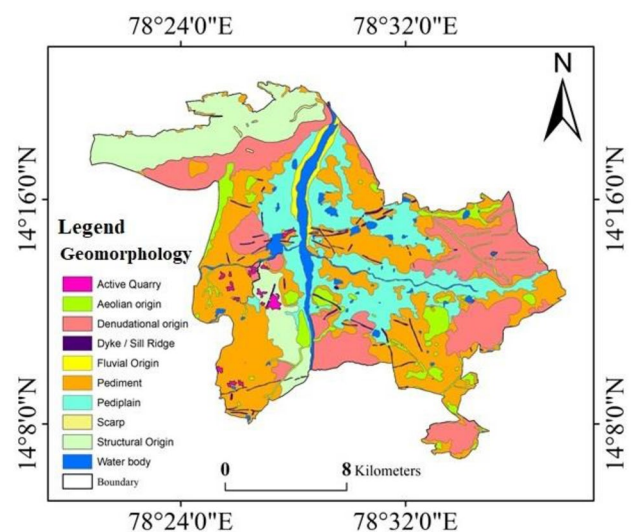 78°24'0"E
78°32'0"E
N
14°16'0"N
14°16'0"N
Legend
Geomorphology
Active Quarry
Aeolian origin
Denudational origin
Dyke / Sill Ridge
Fluvial Origin
Pediment
Pediplain
Scarp
Structural Origin
Water body
Boundary
14°8'0"N
14°8'0"N
0
8 Kilometers
78°24'0"E
78°32'0"E